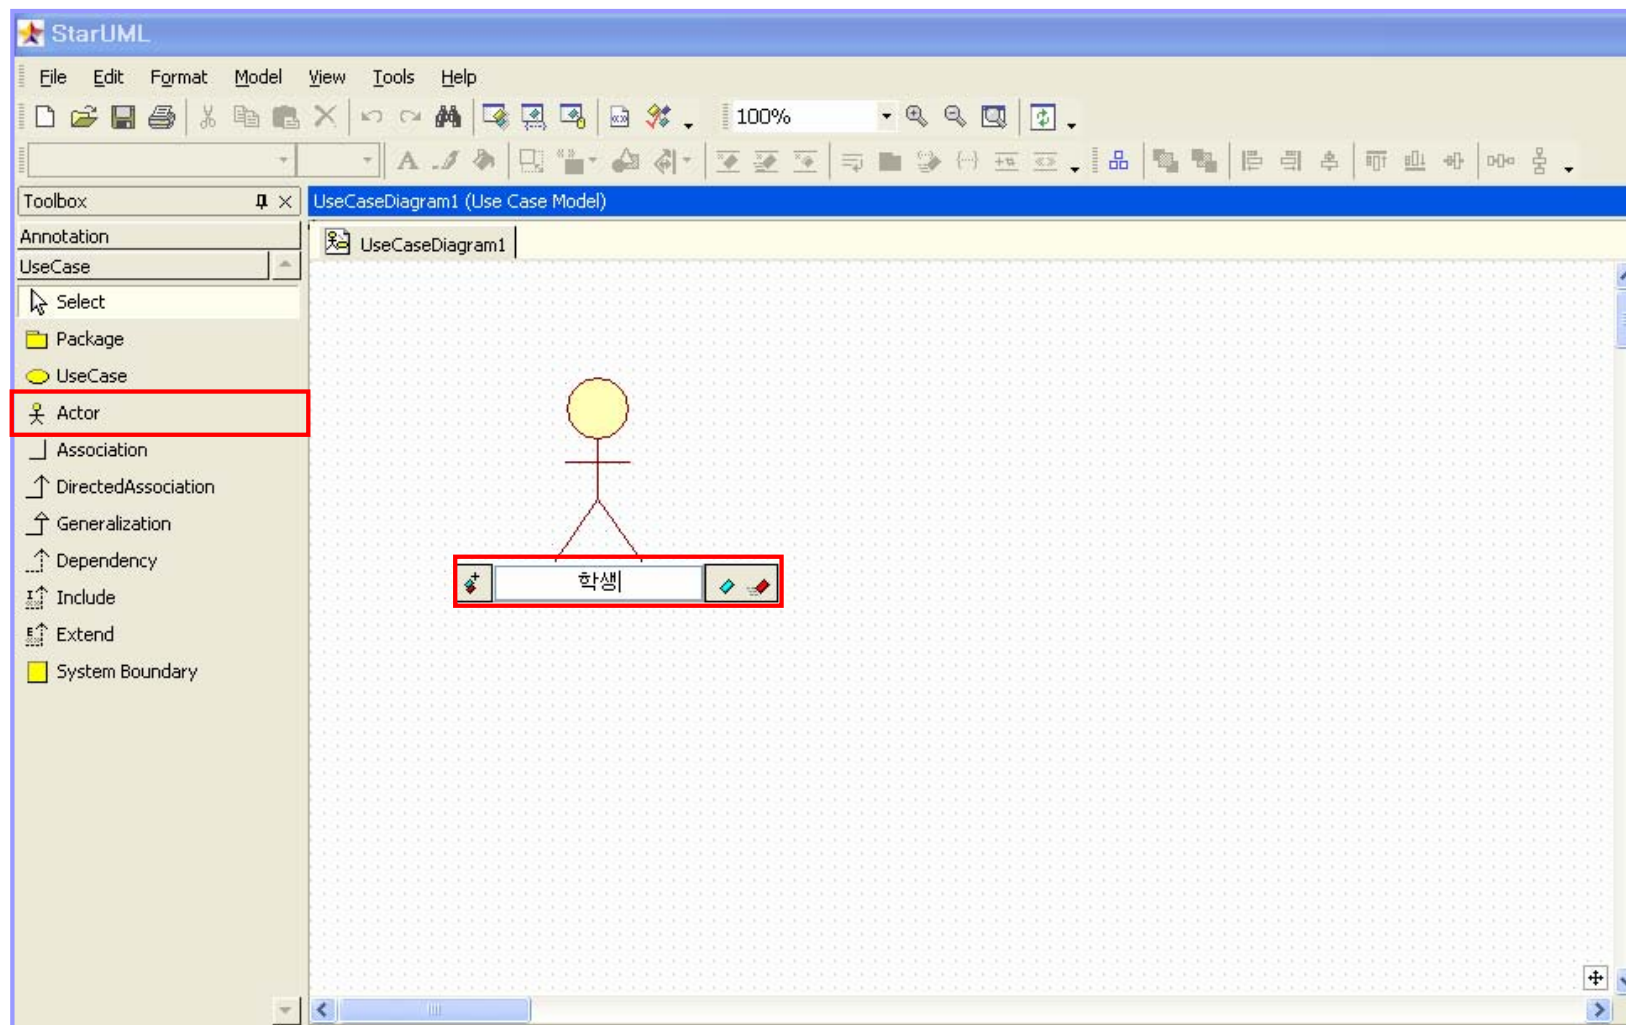 StarUML
File Edit Format Model View Tools Help
100%
Toolbox
UseCaseDiagram1 (Use Case Model)
Annotation
UseCaseDiagram1
UseCase
Select
Package
UseCase
Actor
Association
DirectedAssociation
Generalization
Dependency
Include
Extend
System Boundary
학생